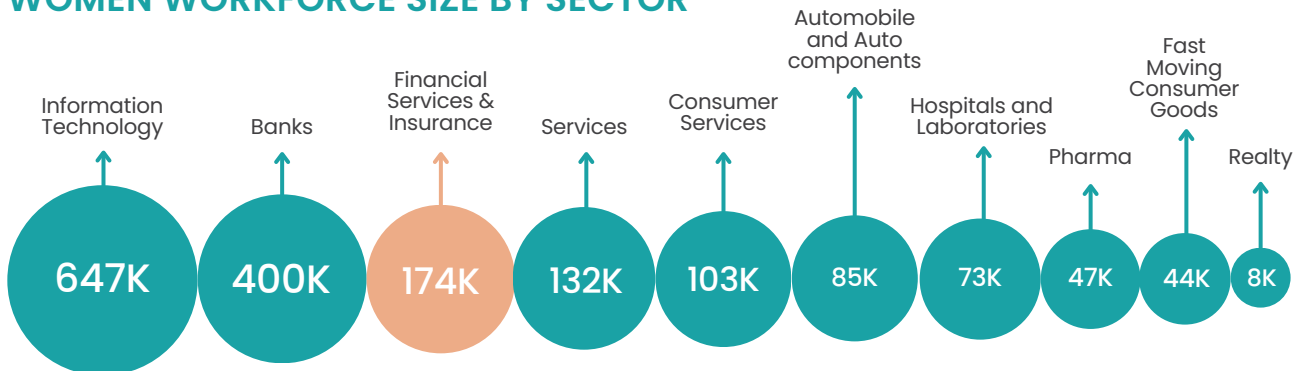 WOMEN WORKFORCE SIZE BY SECTOR
Information
Technology
Banks
Financial
Services &
Insurance
Services
Consumer
Services
Automobile
and Auto
components
Hospitals and
Laboratories
Pharma
Fast
Moving
Consumer
Goods
Realty
647K
400K
174K
132K
103K
85K
73K
47K
44K
8K